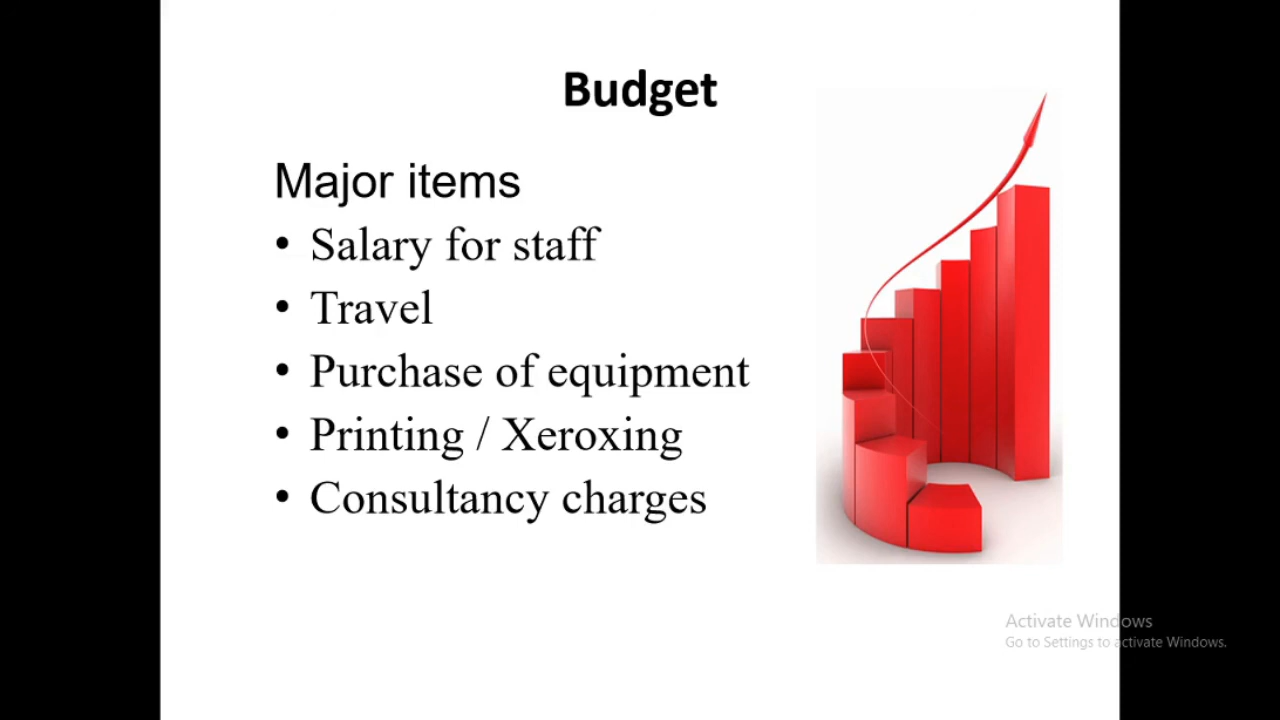 Budget
Major items
• Salary for staff
• Travel
• Purchase of equipment
• Printing / Xeroxing
• Consultancy charges
Activate Windows
Go to Settings to activate Windows.